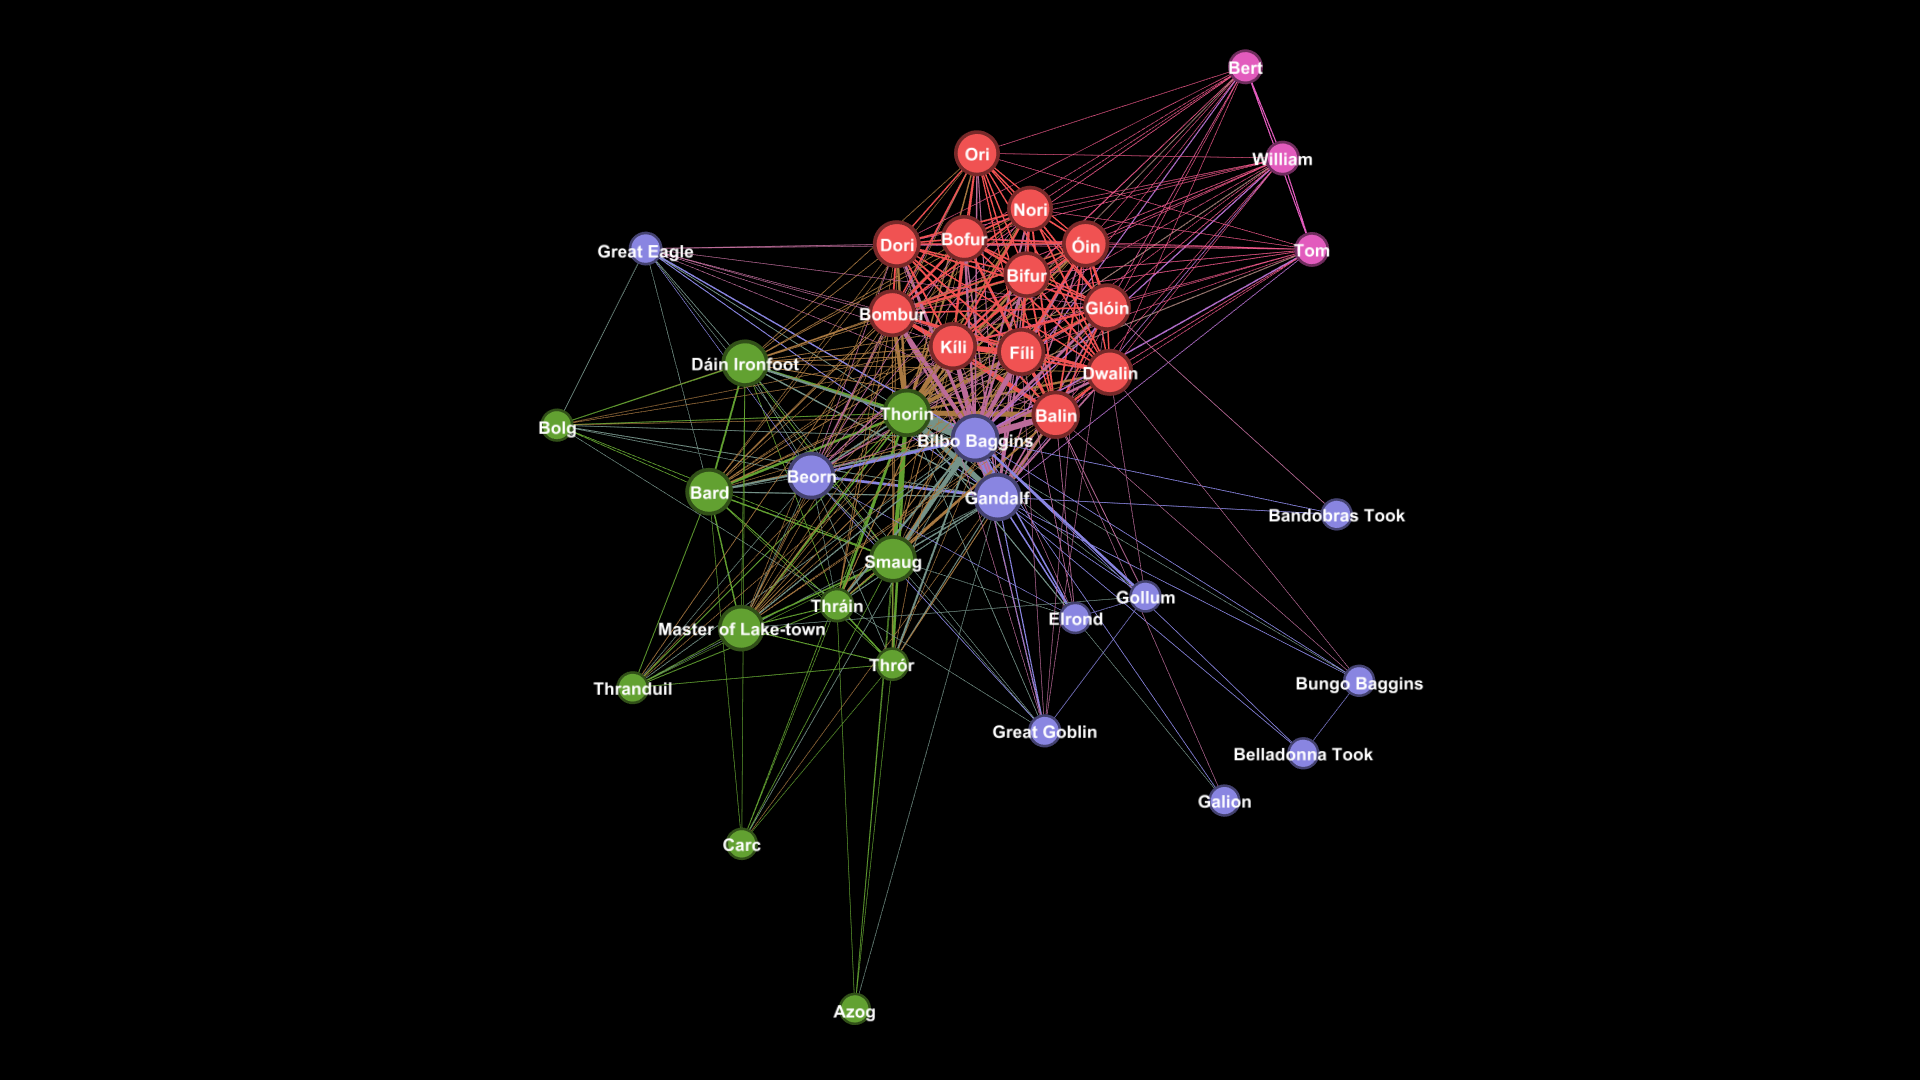 Bert
Ori
William
Nori
Dori
Bofur
Óin
Great Eagle
Tom
Bifur
Glóin
Bombur
Kíli
Fíli
Dáin Ironfoot
Dwalin
Thorin
Balin
Bolg
Bilbo Baggins
Beorn
Bard
Gandalf
Bandobras Took
Smaug
Gollum
Thráin
Elrond
Master of Lake-town
Thrór
Bungo Baggins
Thranduil
Great Goblin
Belladonna Took
Galion
Carc
Azog